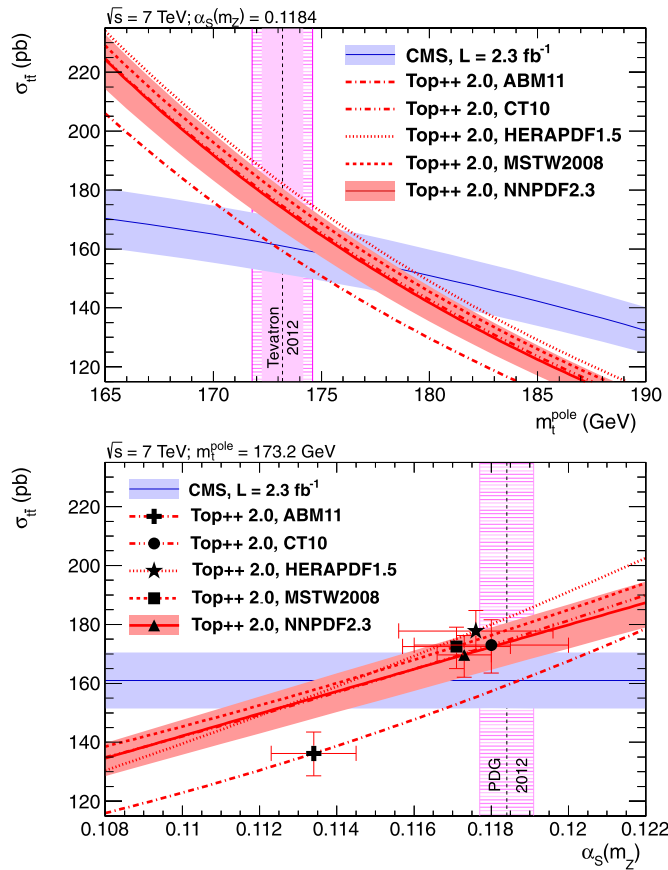 √s = 7 TeV; αS(mZ) = 0.1184
σtt̄ (pb)
220
200
180
160
140
120
CMS, L = 2.3 fb⁻¹
Top++ 2.0, ABM11
Top++ 2.0, CT10
Top++ 2.0, HERAPDF1.5
Top++ 2.0, MSTW2008
Top++ 2.0, NNPDF2.3
Tevatron
2012
165 170 175 180 185 190
mt^pole (GeV)
√s = 7 TeV; mt^pole = 173.2 GeV
σtt̄ (pb)
220
200
180
160
140
120
CMS, L = 2.3 fb⁻¹
Top++ 2.0, ABM11
Top++ 2.0, CT10
Top++ 2.0, HERAPDF1.5
Top++ 2.0, MSTW2008
Top++ 2.0, NNPDF2.3
PDG
2012
0.108 0.11 0.112 0.114 0.116 0.118 0.12 0.122
αS(mZ)